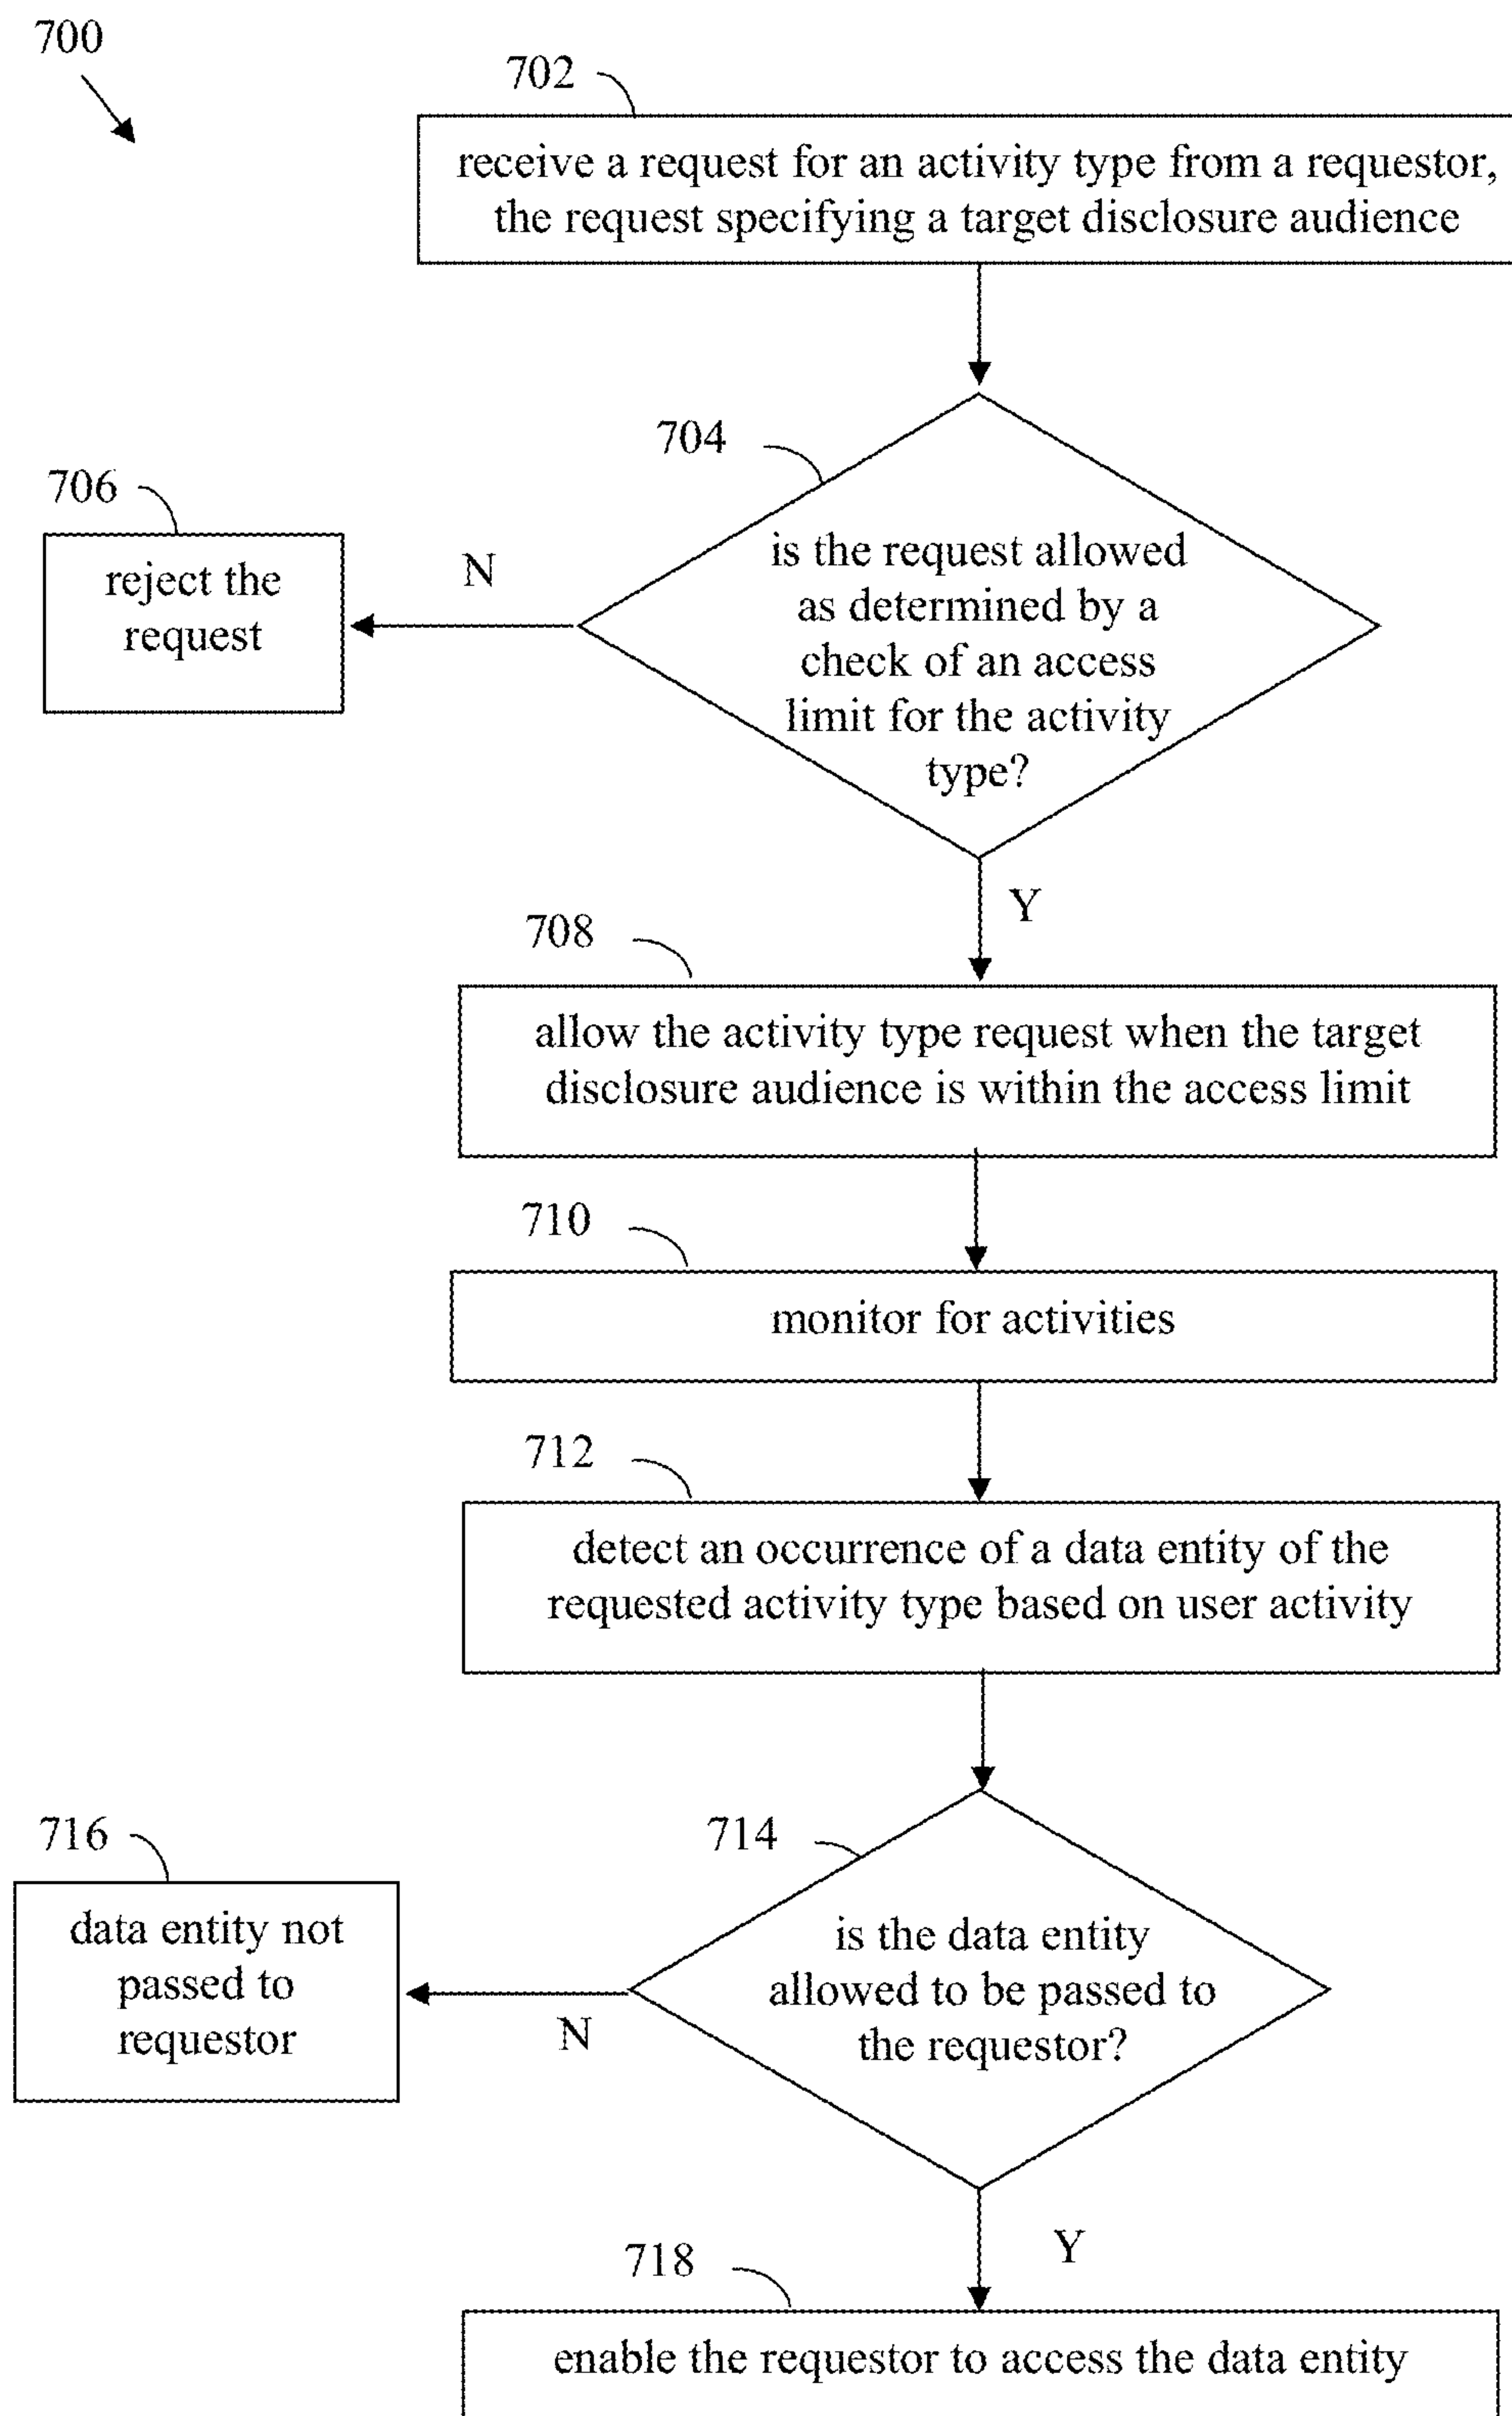 700
702
receive a request for an activity type from a requestor,
the request specifying a target disclosure audience
704
706
is the request allowed
as determined by a
check of an access
limit for the activity
type?
N
reject the
request
Y
708
allow the activity type request when the target
disclosure audience is within the access limit
710
monitor for activities
712
detect an occurrence of a data entity of the
requested activity type based on user activity
714
716
is the data entity
allowed to be passed to
the requestor?
N
data entity not
passed to
requestor
Y
718
enable the requestor to access the data entity